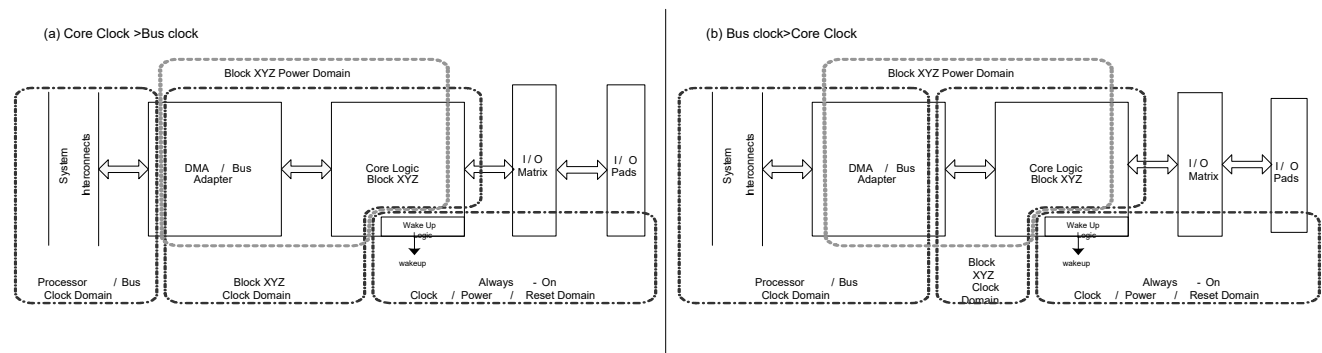 (a) Core Clock >Bus clock
Block XYZ Power Domain
System
Interconnects
DMA / Bus
Adapter
Core Logic
Block XYZ
I / O
Matrix
I / O
Pads
Wake Up
Logic
wakeup
Processor / Bus
Clock Domain
Block XYZ
Clock Domain
Always - On
Clock / Power / Reset Domain
(b) Bus clock>Core Clock
Block XYZ Power Domain
System
Interconnects
DMA / Bus
Adapter
Core Logic
Block XYZ
I / O
Matrix
I / O
Pads
Wake Up
Logic
wakeup
Processor / Bus
Clock Domain
Block
XYZ
Clock
Domain
Always - On
Clock / Power / Reset Domain